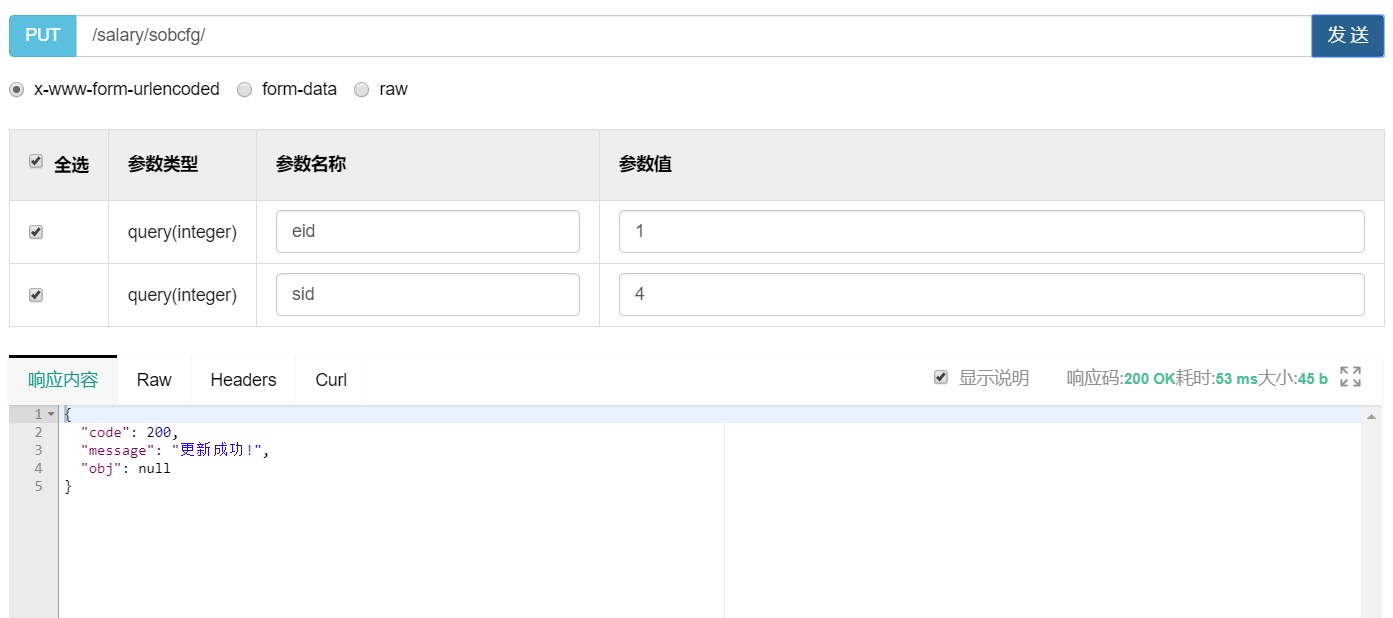 PUT /salary/sobcfg/ 发送
x-www-form-urlencoded form-data raw
全选 参数类型 参数名称 参数值
query(integer) eid 1
query(integer) sid 4
响应内容 Raw Headers Curl 显示说明 响应码:200 OK耗时:53 ms大小:45 b
1 {
2 "code": 200,
3 "message": "更新成功!",
4 "obj": null
5 }